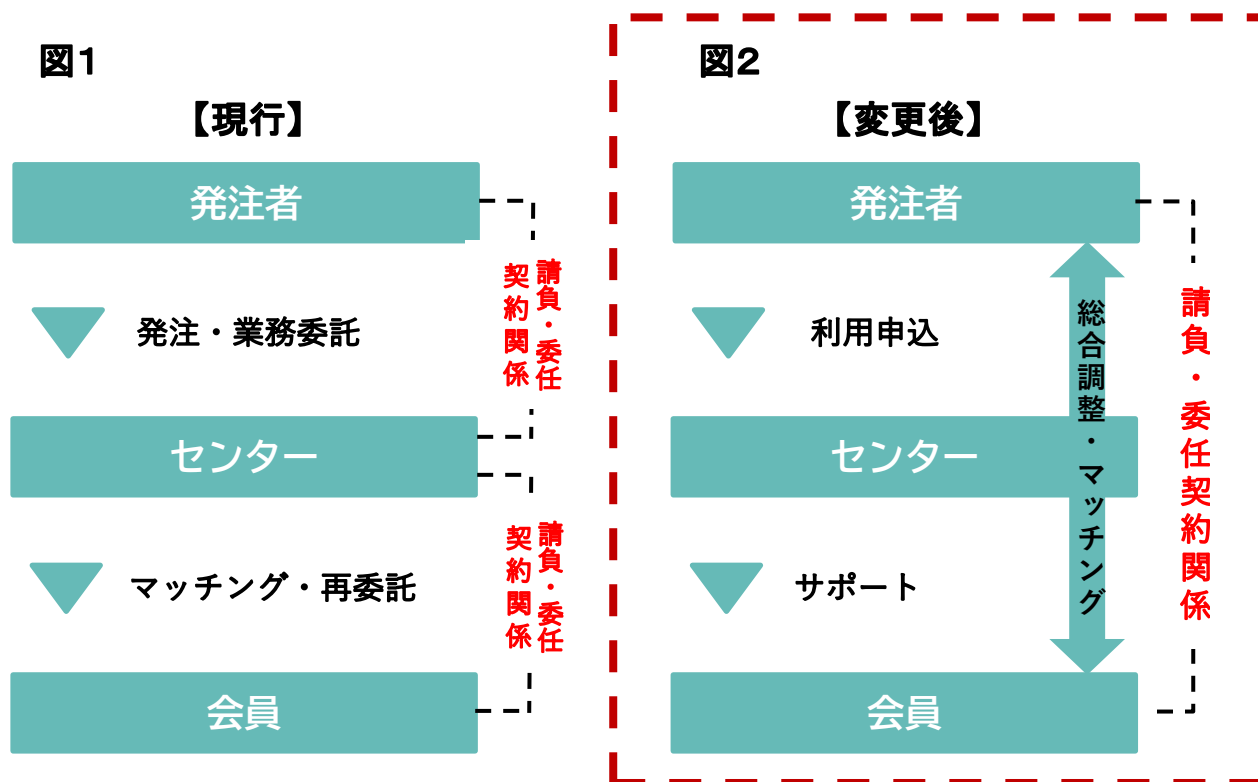 図1
【現行】
発注者
発注・業務委託
請負・委任
契約関係
センター
マッチング・再委託
請負・委任
契約関係
会員
図2
【変更後】
発注者
利用申込
センター
サポート
会員
総合調整・マッチング
請負・委任契約関係